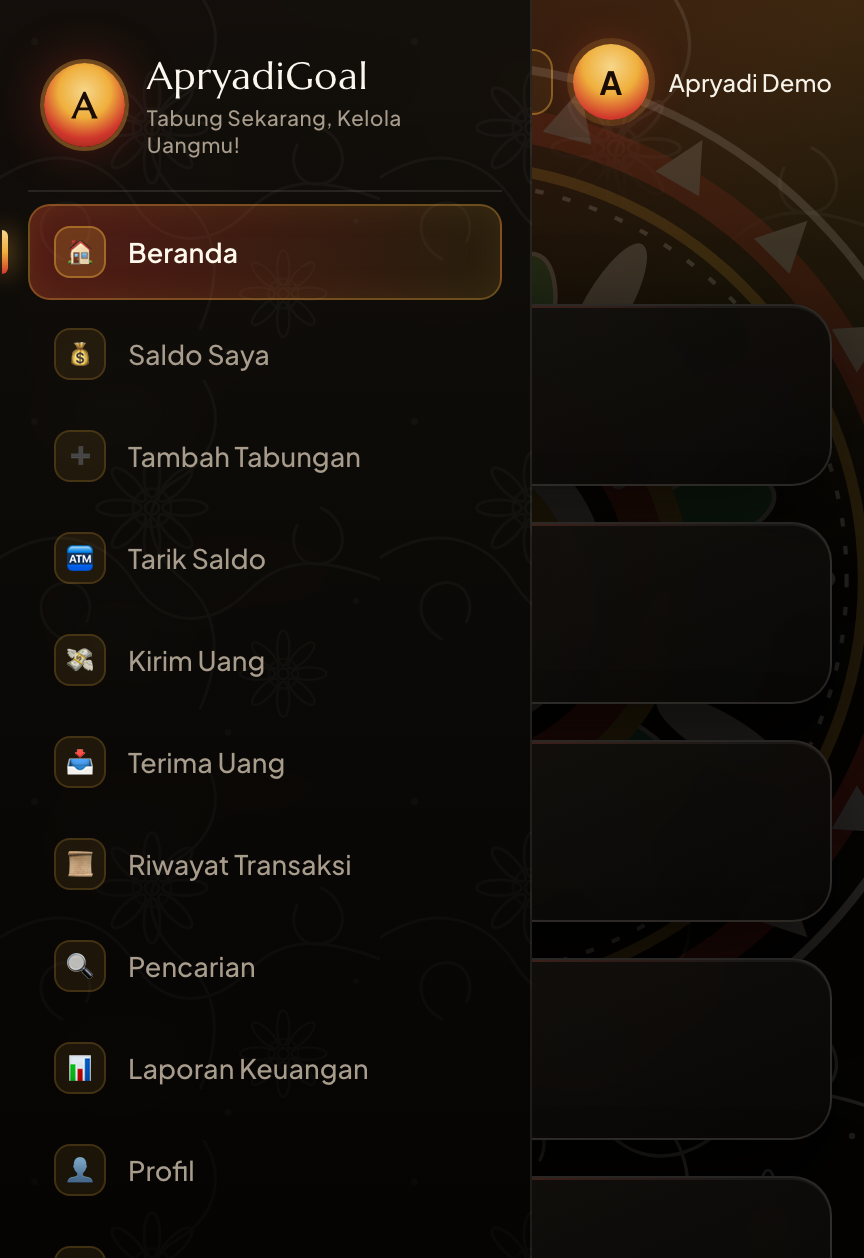 A
ApryadiGoal
Tabung Sekarang, Kelola
Uangmu!
A
Apryadi Demo
Beranda
Saldo Saya
Tambah Tabungan
ATM
Tarik Saldo
Kirim Uang
Terima Uang
Riwayat Transaksi
Pencarian
Laporan Keuangan
Profil